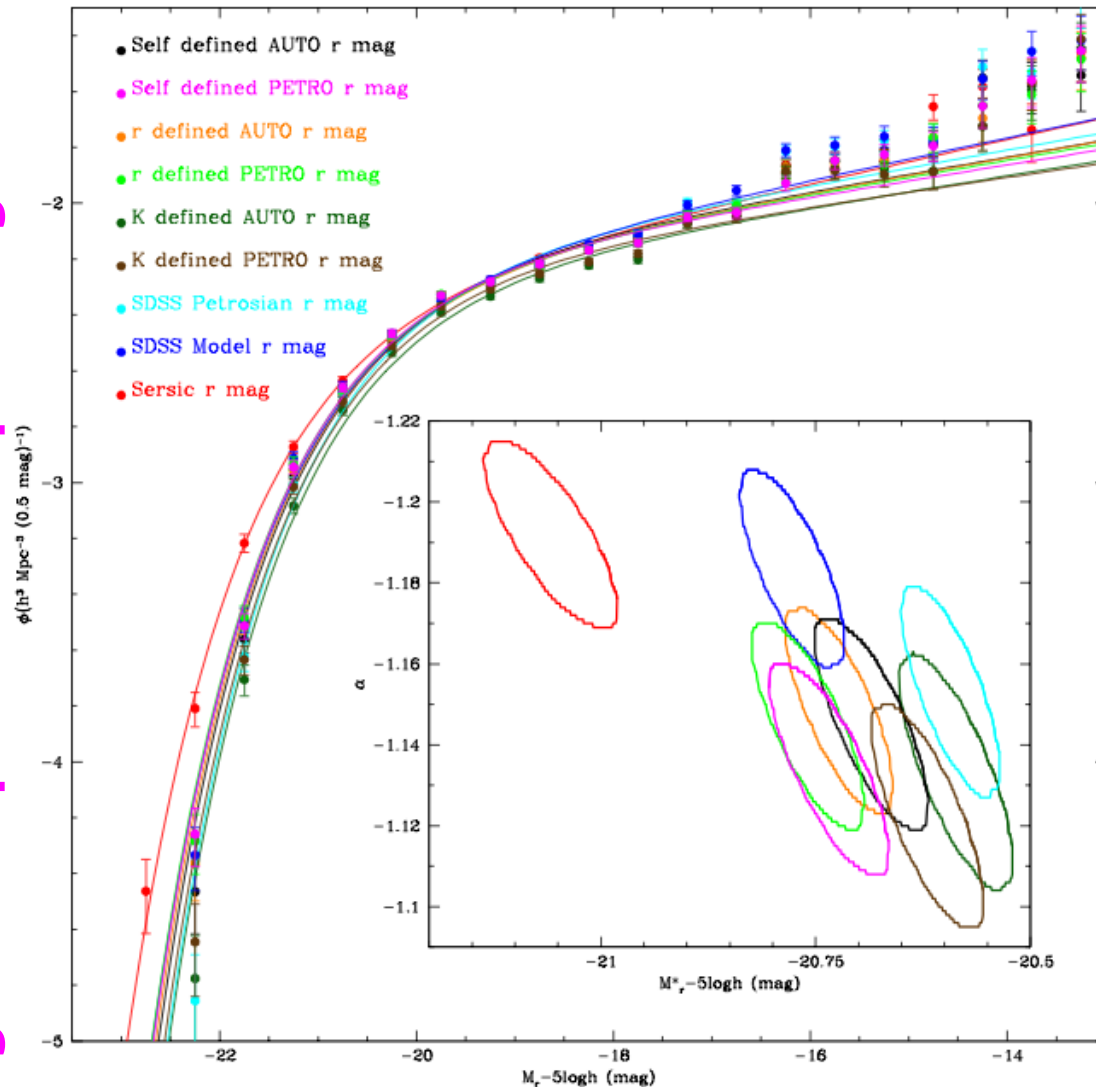 Self defined AUTO r mag
Self defined PETRO r mag
r defined AUTO r mag
r defined PETRO r mag
K defined AUTO r mag
K defined PETRO r mag
SDSS Petrosian r mag
SDSS Model r mag
Sersic r mag
−2
−3
−4
−5
ϕ(h³ Mpc⁻³ (0.5 mag)⁻¹)
−22
−20
−18
−16
−14
M_r−5logh (mag)
−1.22
−1.2
−1.18
−1.16
−1.14
−1.12
−1.1
α
−21
−20.75
−20.5
M*_r−5logh (mag)